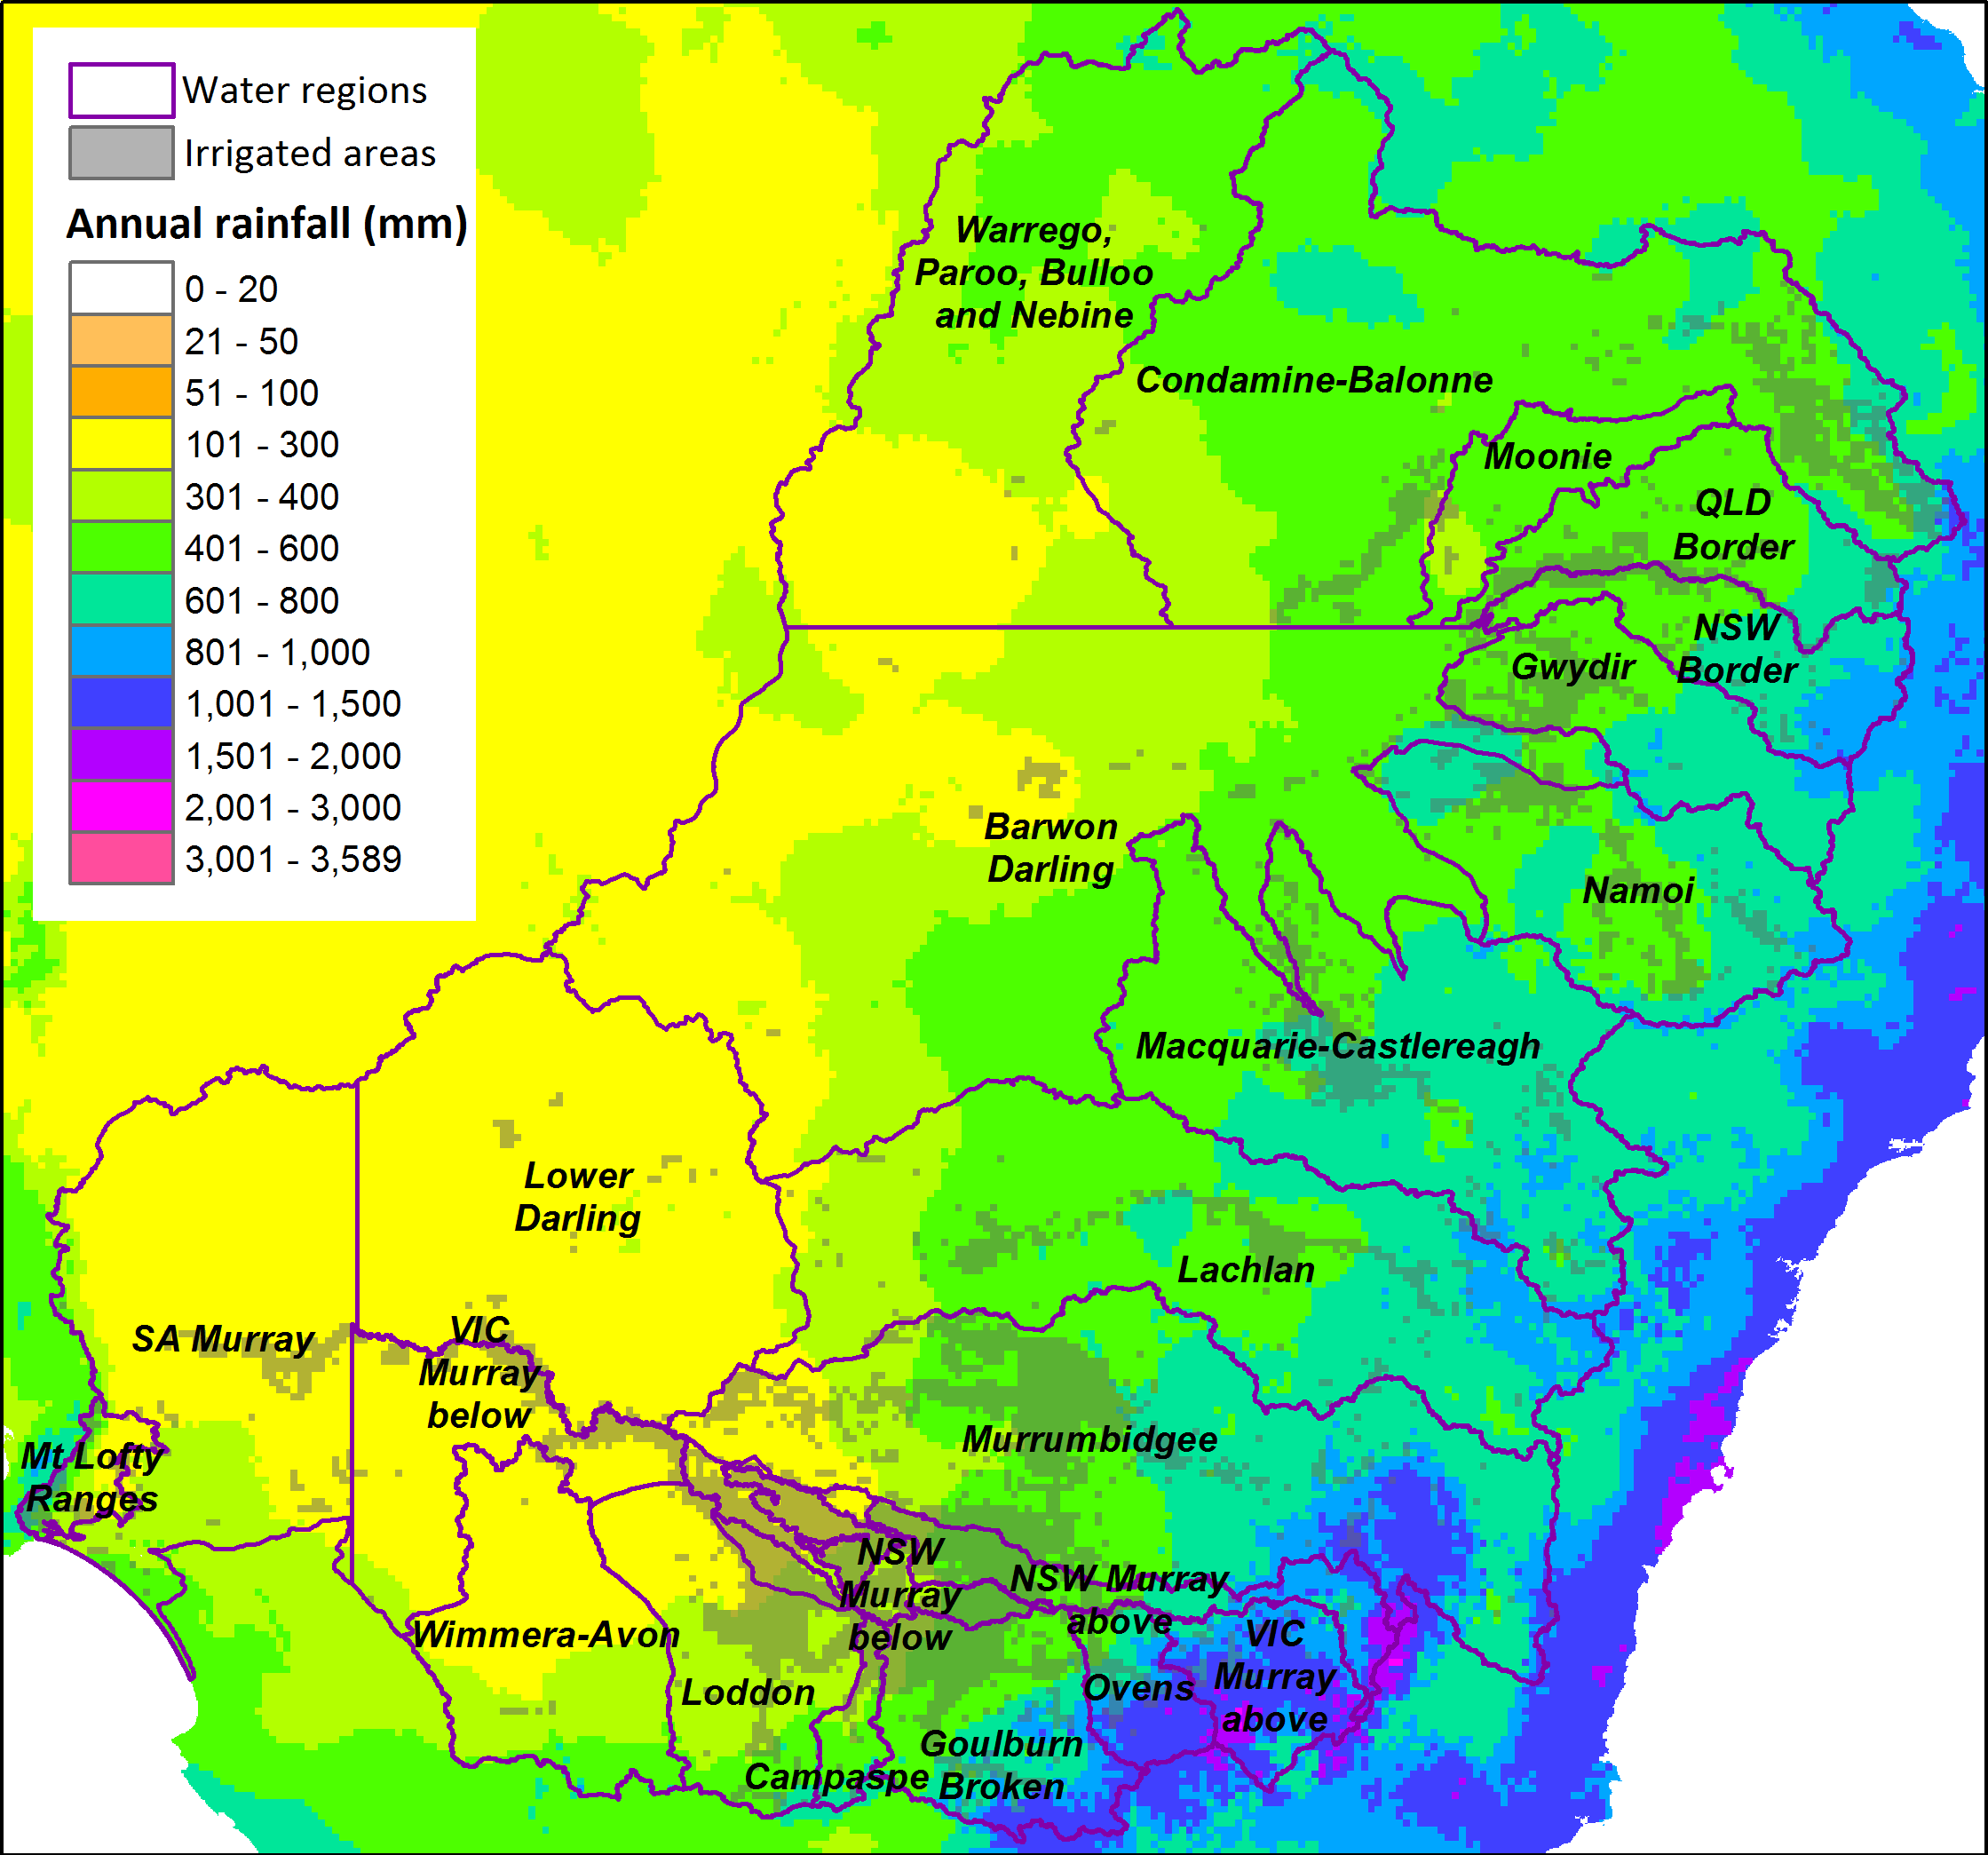 Water regions
Irrigated areas
Annual rainfall (mm)
0 - 20
21 - 50
51 - 100
101 - 300
301 - 400
401 - 600
601 - 800
801 - 1,000
1,001 - 1,500
1,501 - 2,000
2,001 - 3,000
3,001 - 3,589
Warrego,
Paroo, Bulloo
and Nebine
Condamine-Balonne
Moonie
QLD
Border
NSW
Border
Gwydir
Barwon
Darling
Namoi
Macquarie-Castlereagh
Lower
Darling
Lachlan
SA Murray
VIC
Murray
below
Mt Lofty
Ranges
Murrumbidgee
NSW
Murray
below
NSW Murray
above
Wimmera-Avon
VIC
Murray
above
Loddon
Ovens
Goulburn
Broken
Campaspe